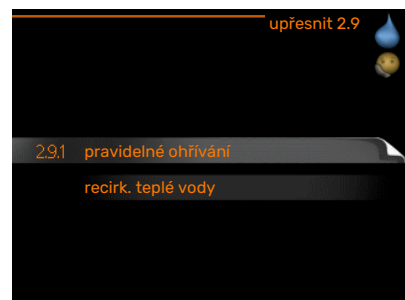 upřesnit 2.9
2.9.1 pravidelné ohřívání
recirk. teplé vody